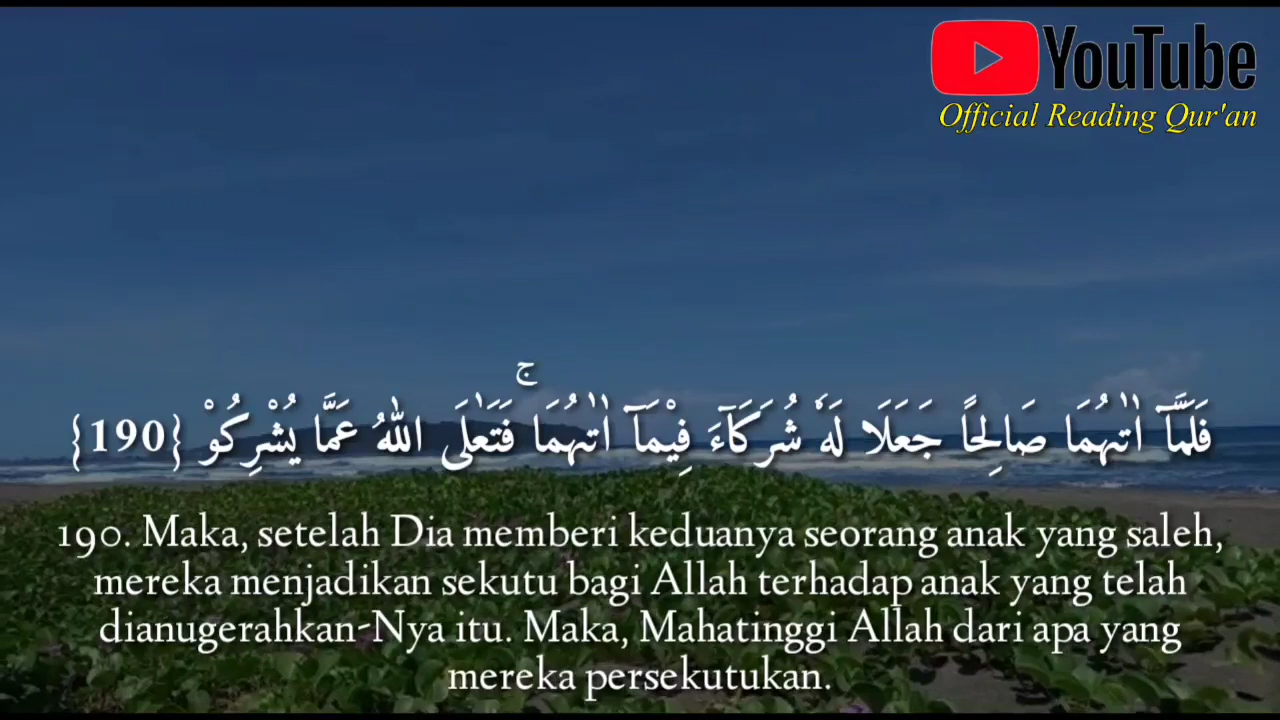 YouTube
Official Reading Qur'an
فَلَمَّآ اٰتٰىهُمَا صَالِحًا جَعَلَا لَهٗ شُرَكَاۤءَ فِيْمَآ اٰتٰىهُمَا ۚفَتَعٰلَى اللّٰهُ عَمَّا يُشْرِكُوْ {190}
190. Maka, setelah Dia memberi keduanya seorang anak yang saleh,
mereka menjadikan sekutu bagi Allah terhadap anak yang telah
dianugerahkan-Nya itu. Maka, Mahatinggi Allah dari apa yang
mereka persekutukan.